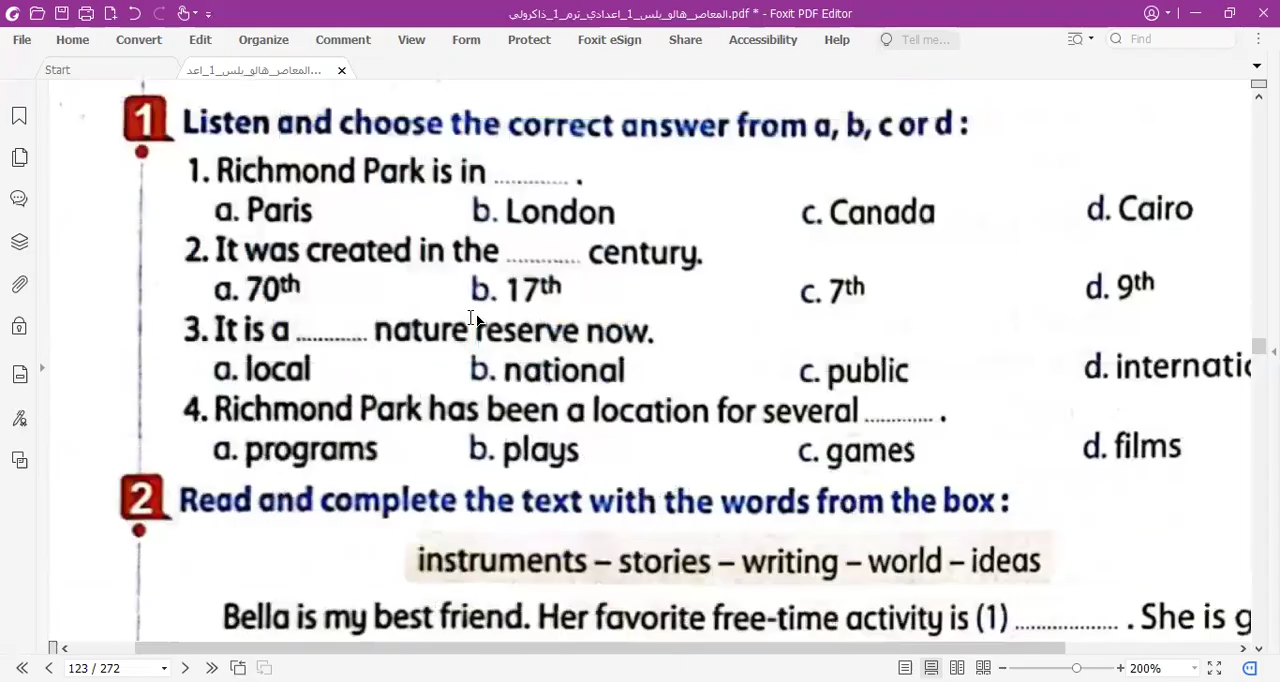 المعاصر_هالو_بلس_1_اعدادي_ترم_1_ذاكرولي.pdf * - Foxit PDF Editor
File Home Convert Edit Organize Comment View Form Protect Foxit eSign Share Accessibility Help Tell me... Find
Start المعاصر_هالو_بلس_1_اعد...
1 Listen and choose the correct answer from a, b, c or d :
1. Richmond Park is in ............ .
a. Paris b. London c. Canada d. Cairo
2. It was created in the ............ century.
a. 70th b. 17th c. 7th d. 9th
3. It is a ............ nature reserve now.
a. local b. national c. public d. internatic
4. Richmond Park has been a location for several ............ .
a. programs b. plays c. games d. films
2 Read and complete the text with the words from the box :
instruments – stories – writing – world – ideas
Bella is my best friend. Her favorite free-time activity is (1) .................. . She is g
123 / 272 200%